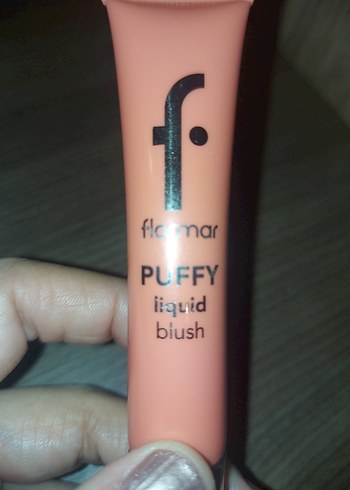 f.
flormar
PUFFY
liquid
blush